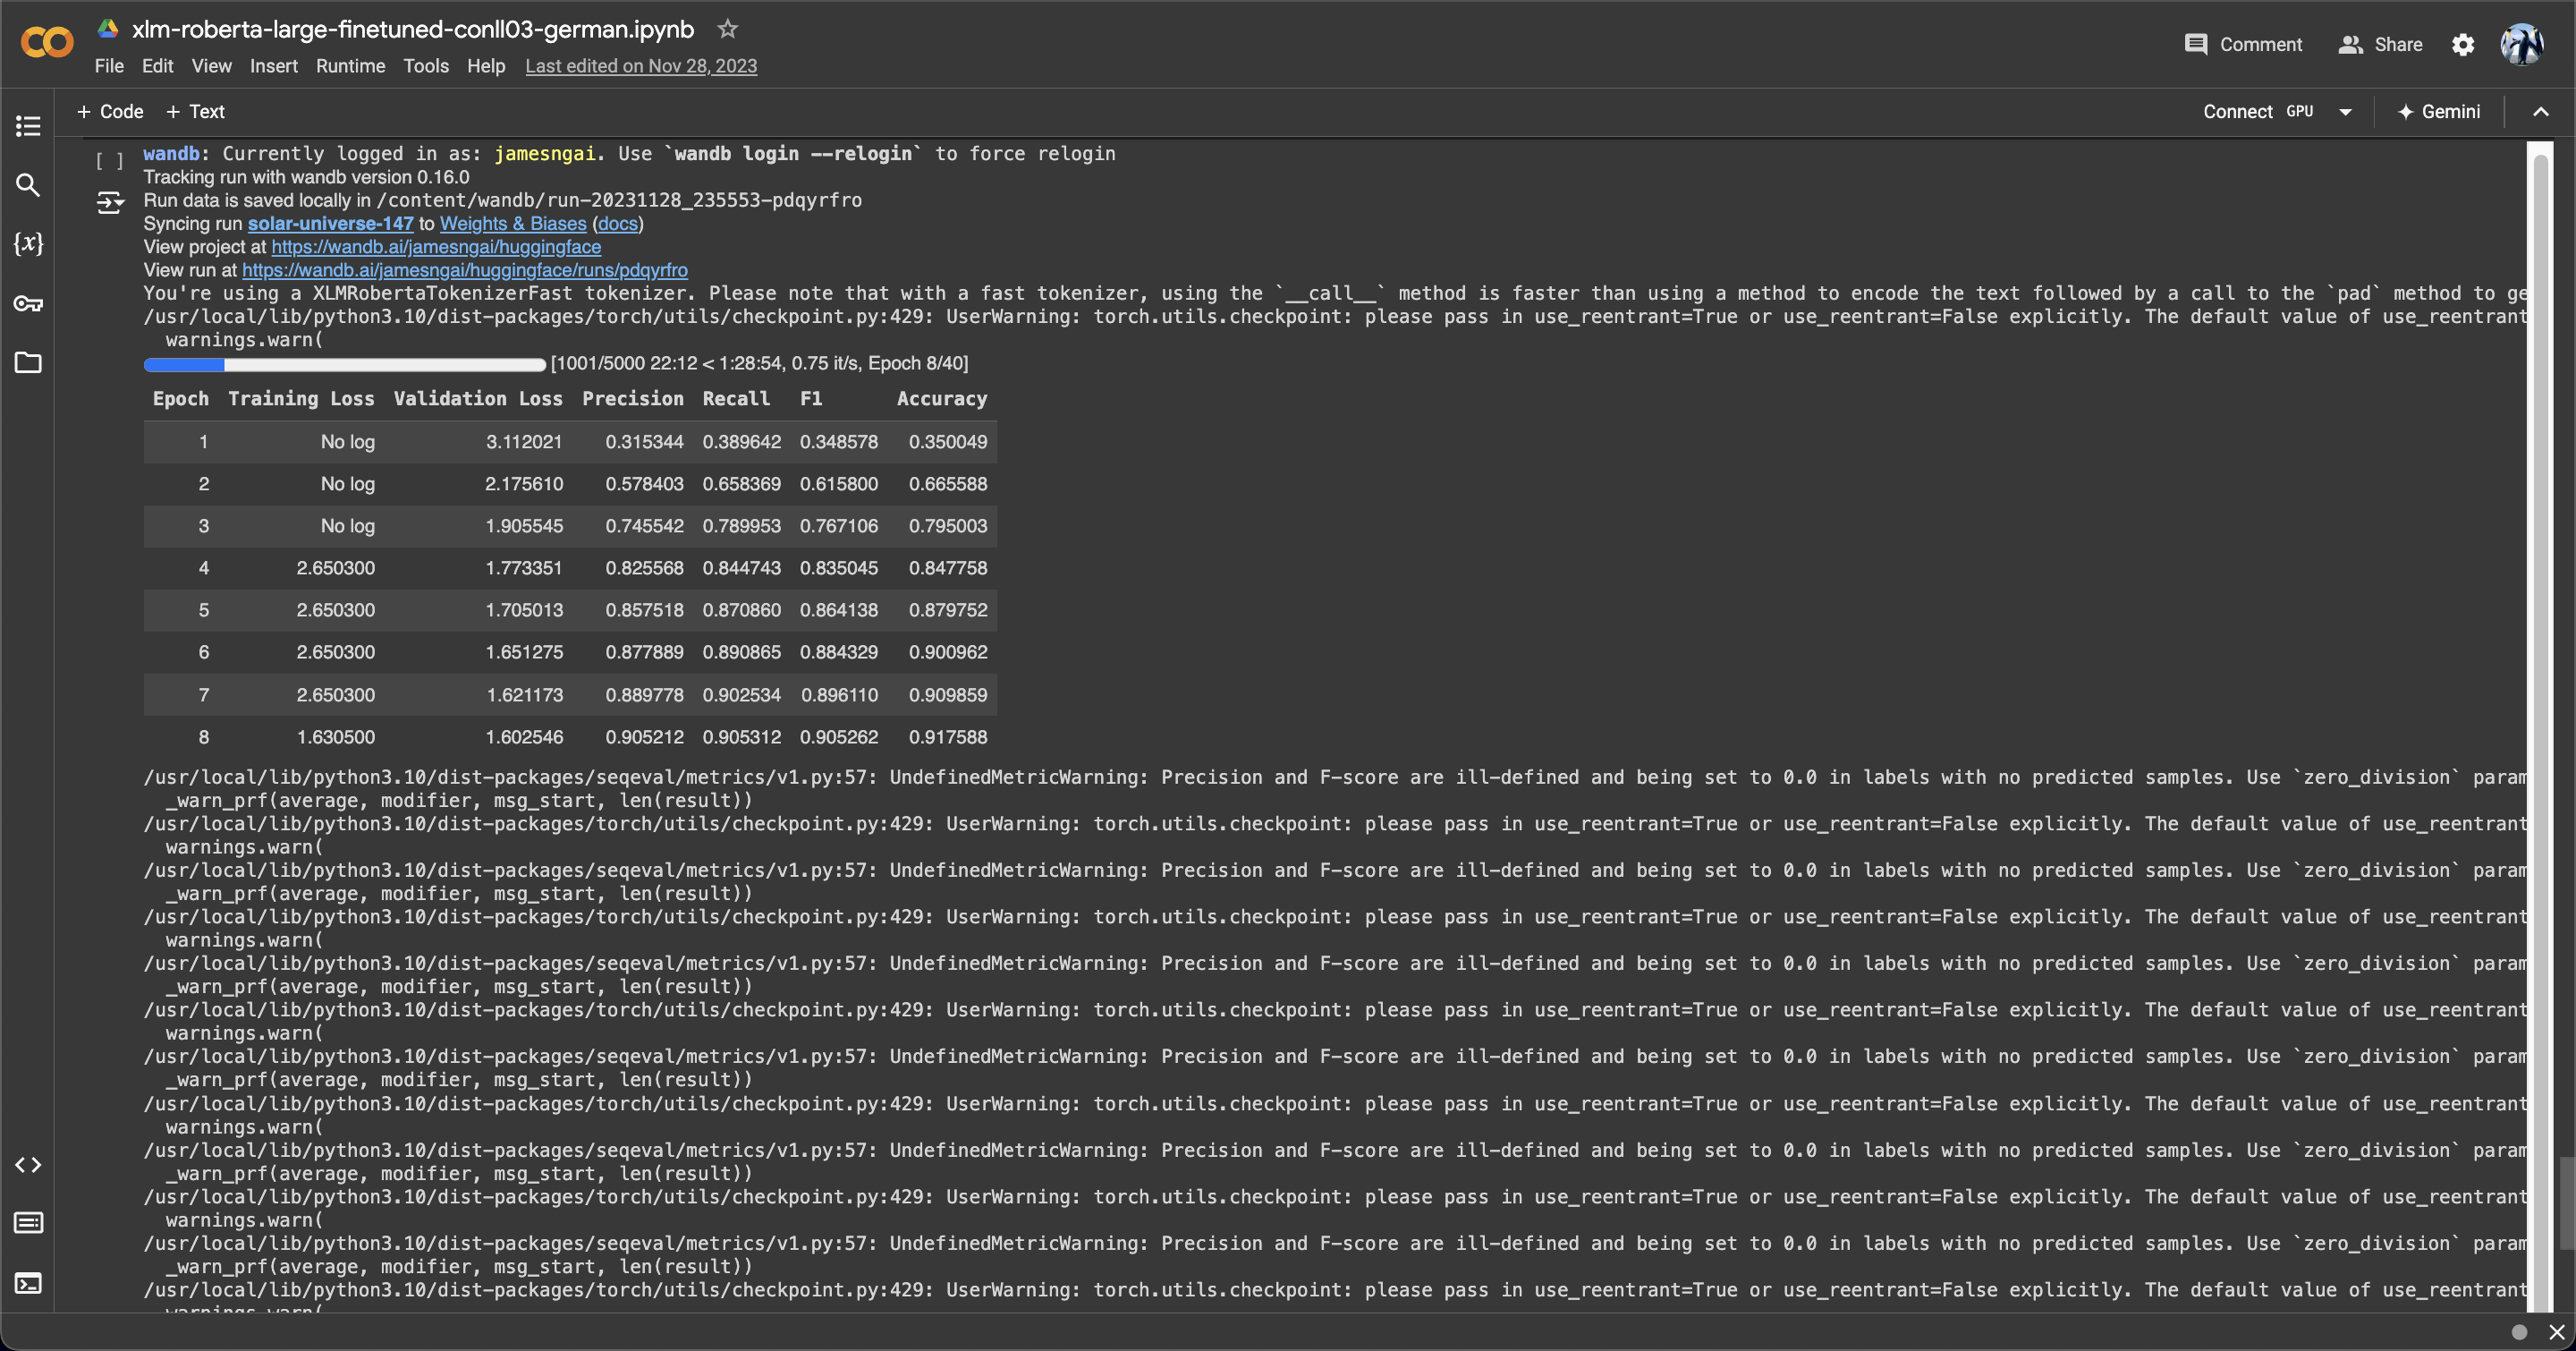 xlm-roberta-large-finetuned-conll03-german.ipynb
File Edit View Insert Runtime Tools Help Last edited on Nov 28, 2023
Comment Share
+ Code + Text
Connect GPU Gemini
[ ] wandb: Currently logged in as: jamesngai. Use `wandb login --relogin` to force relogin
Tracking run with wandb version 0.16.0
Run data is saved locally in /content/wandb/run-20231128_235553-pdqyrfro
Syncing run solar-universe-147 to Weights & Biases (docs)
View project at https://wandb.ai/jamesngai/huggingface
View run at https://wandb.ai/jamesngai/huggingface/runs/pdqyrfro
You're using a XLMRobertaTokenizerFast tokenizer. Please note that with a fast tokenizer, using the `__call__` method is faster than using a method to encode the text followed by a call to the `pad` method to ge
/usr/local/lib/python3.10/dist-packages/torch/utils/checkpoint.py:429: UserWarning: torch.utils.checkpoint: please pass in use_reentrant=True or use_reentrant=False explicitly. The default value of use_reentrant
warnings.warn(
[1001/5000 22:12 < 1:28:54, 0.75 it/s, Epoch 8/40]
Epoch Training Loss Validation Loss Precision Recall F1 Accuracy
1 No log 3.112021 0.315344 0.389642 0.348578 0.350049
2 No log 2.175610 0.578403 0.658369 0.615800 0.665588
3 No log 1.905545 0.745542 0.789953 0.767106 0.795003
4 2.650300 1.773351 0.825568 0.844743 0.835045 0.847758
5 2.650300 1.705013 0.857518 0.870860 0.864138 0.879752
6 2.650300 1.651275 0.877889 0.890865 0.884329 0.900962
7 2.650300 1.621173 0.889778 0.902534 0.896110 0.909859
8 1.630500 1.602546 0.905212 0.905312 0.905262 0.917588
/usr/local/lib/python3.10/dist-packages/seqeval/metrics/v1.py:57: UndefinedMetricWarning: Precision and F-score are ill-defined and being set to 0.0 in labels with no predicted samples. Use `zero_division` param
_warn_prf(average, modifier, msg_start, len(result))
/usr/local/lib/python3.10/dist-packages/torch/utils/checkpoint.py:429: UserWarning: torch.utils.checkpoint: please pass in use_reentrant=True or use_reentrant=False explicitly. The default value of use_reentrant
warnings.warn(
/usr/local/lib/python3.10/dist-packages/seqeval/metrics/v1.py:57: UndefinedMetricWarning: Precision and F-score are ill-defined and being set to 0.0 in labels with no predicted samples. Use `zero_division` param
_warn_prf(average, modifier, msg_start, len(result))
/usr/local/lib/python3.10/dist-packages/torch/utils/checkpoint.py:429: UserWarning: torch.utils.checkpoint: please pass in use_reentrant=True or use_reentrant=False explicitly. The default value of use_reentrant
warnings.warn(
/usr/local/lib/python3.10/dist-packages/seqeval/metrics/v1.py:57: UndefinedMetricWarning: Precision and F-score are ill-defined and being set to 0.0 in labels with no predicted samples. Use `zero_division` param
_warn_prf(average, modifier, msg_start, len(result))
/usr/local/lib/python3.10/dist-packages/torch/utils/checkpoint.py:429: UserWarning: torch.utils.checkpoint: please pass in use_reentrant=True or use_reentrant=False explicitly. The default value of use_reentrant
warnings.warn(
/usr/local/lib/python3.10/dist-packages/seqeval/metrics/v1.py:57: UndefinedMetricWarning: Precision and F-score are ill-defined and being set to 0.0 in labels with no predicted samples. Use `zero_division` param
_warn_prf(average, modifier, msg_start, len(result))
/usr/local/lib/python3.10/dist-packages/torch/utils/checkpoint.py:429: UserWarning: torch.utils.checkpoint: please pass in use_reentrant=True or use_reentrant=False explicitly. The default value of use_reentrant
warnings.warn(
/usr/local/lib/python3.10/dist-packages/seqeval/metrics/v1.py:57: UndefinedMetricWarning: Precision and F-score are ill-defined and being set to 0.0 in labels with no predicted samples. Use `zero_division` param
_warn_prf(average, modifier, msg_start, len(result))
/usr/local/lib/python3.10/dist-packages/torch/utils/checkpoint.py:429: UserWarning: torch.utils.checkpoint: please pass in use_reentrant=True or use_reentrant=False explicitly. The default value of use_reentrant
warnings.warn(
/usr/local/lib/python3.10/dist-packages/seqeval/metrics/v1.py:57: UndefinedMetricWarning: Precision and F-score are ill-defined and being set to 0.0 in labels with no predicted samples. Use `zero_division` param
_warn_prf(average, modifier, msg_start, len(result))
/usr/local/lib/python3.10/dist-packages/torch/utils/checkpoint.py:429: UserWarning: torch.utils.checkpoint: please pass in use_reentrant=True or use_reentrant=False explicitly. The default value of use_reentrant
warnings.warn(